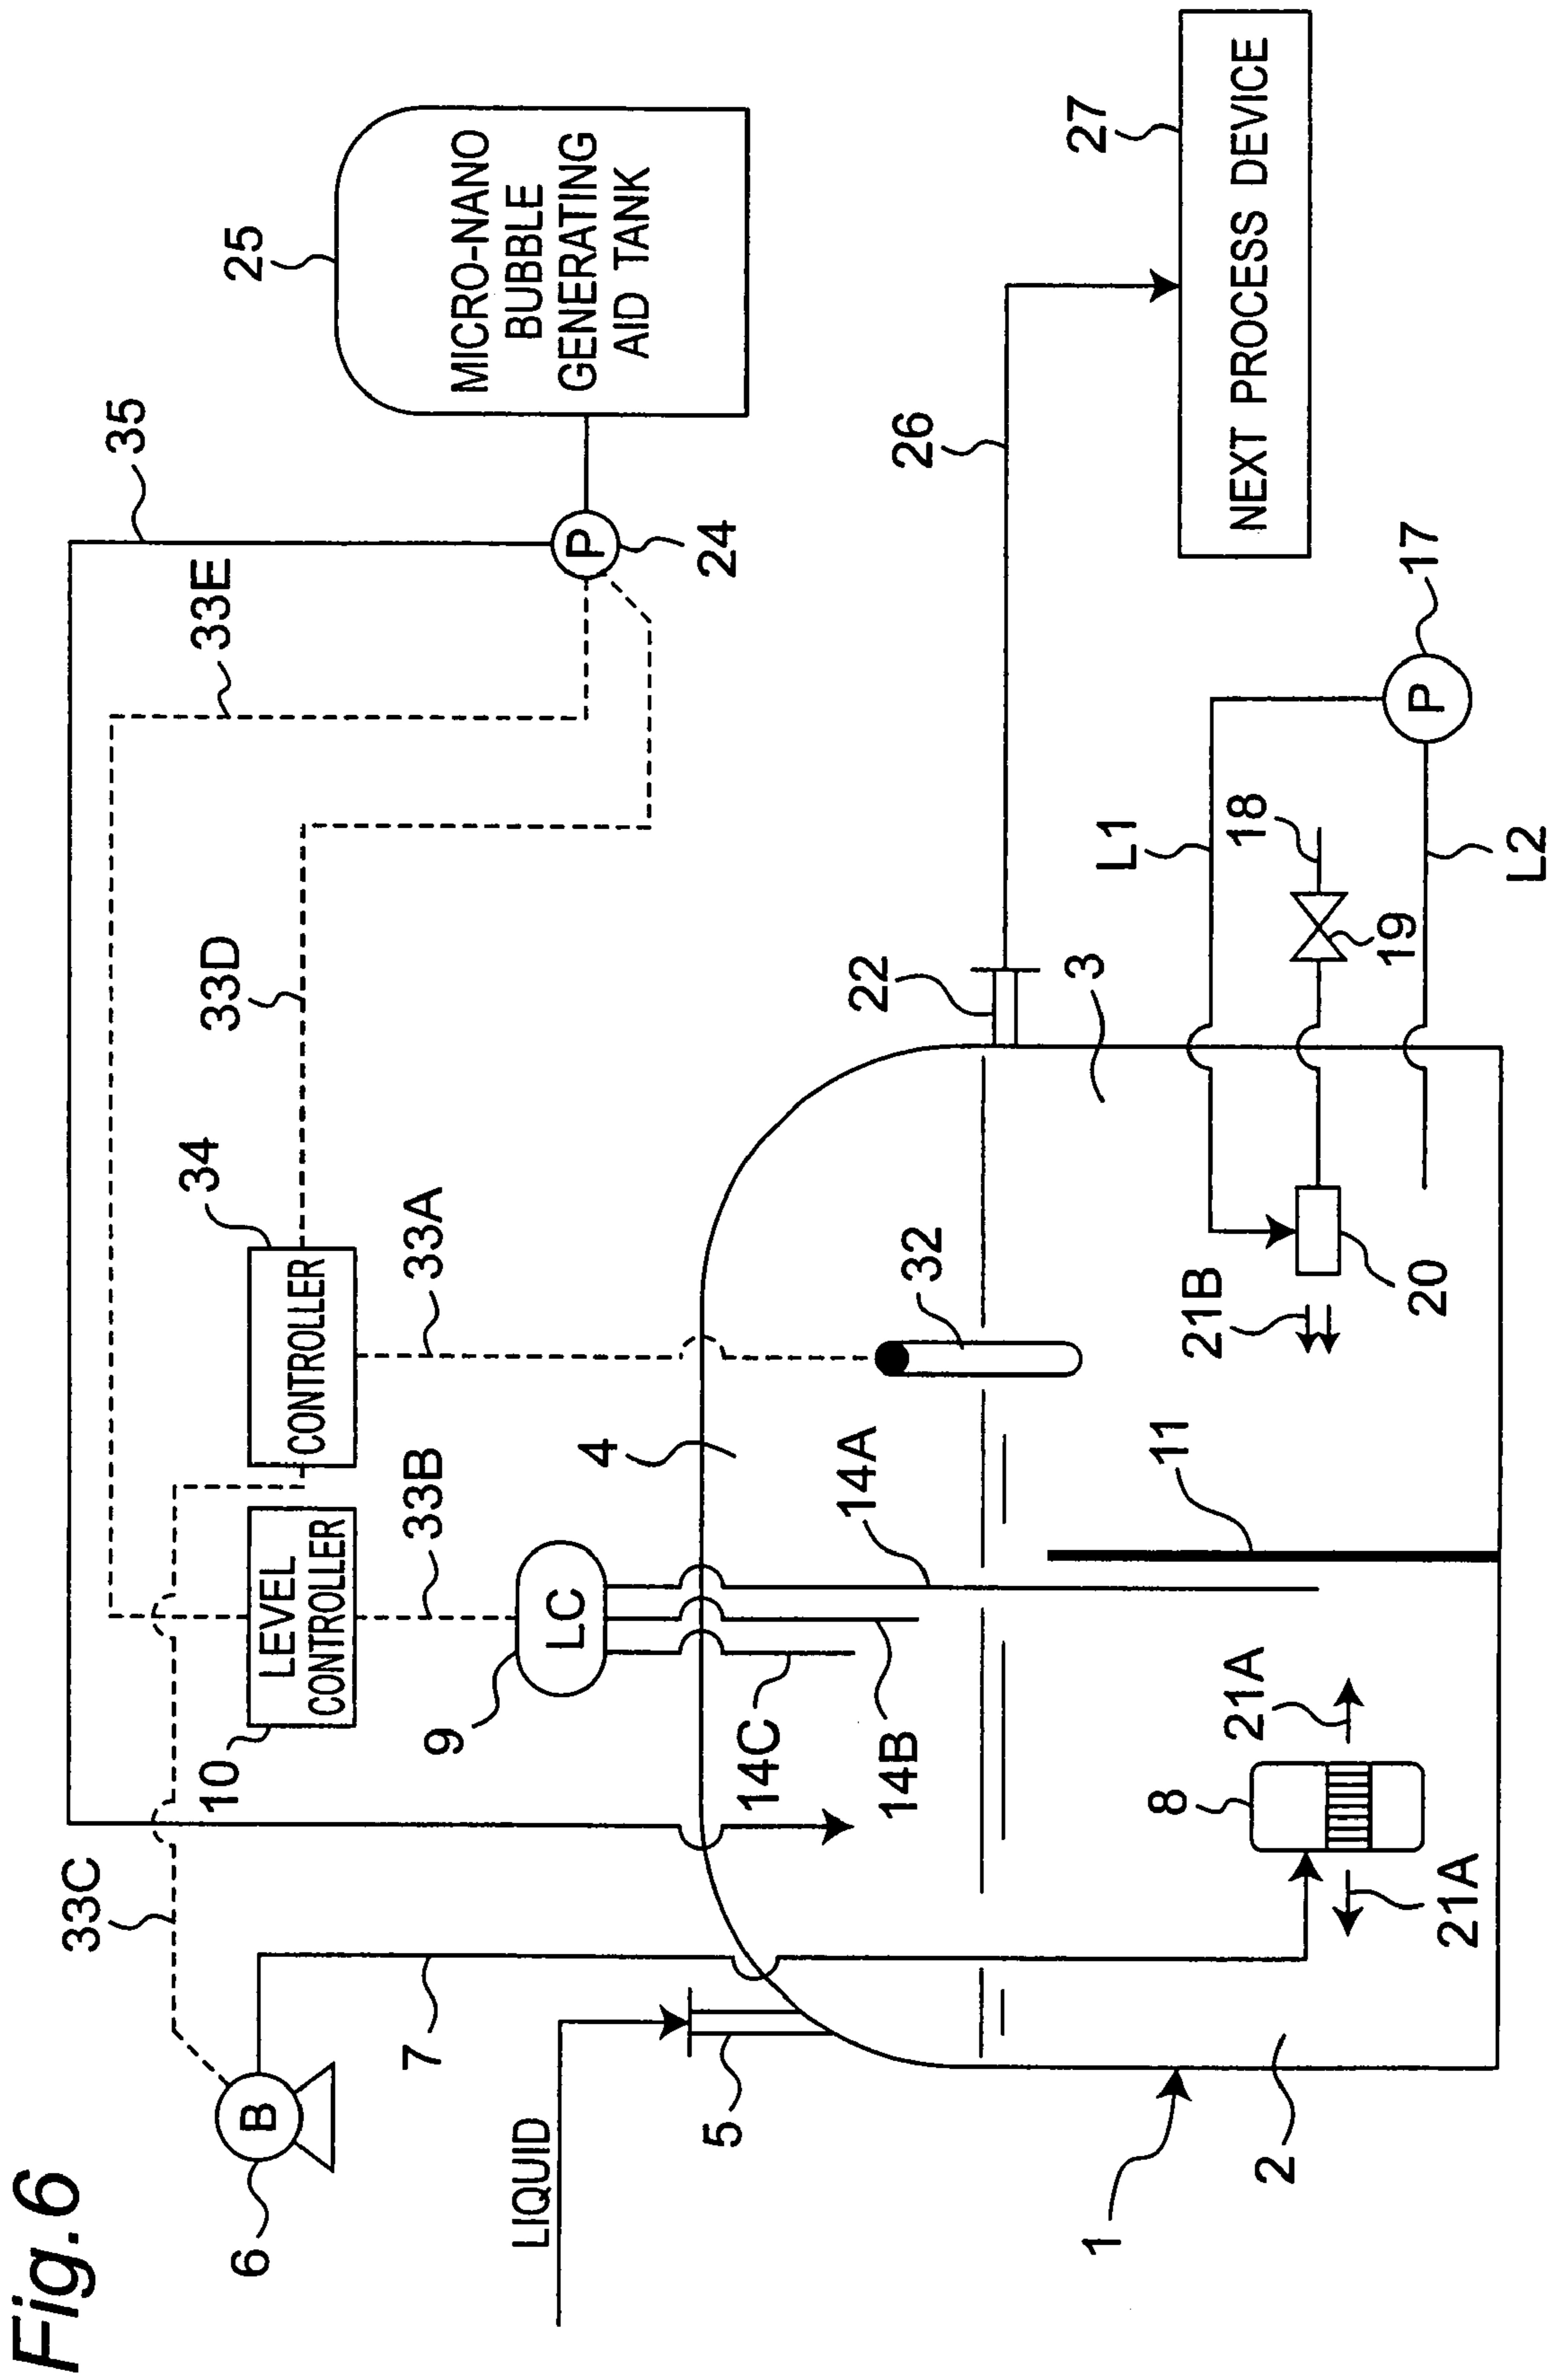 Fig.6
33C
35
33E
34
33D
25
MICRO-NANO
BUBBLE
GENERATING
AID TANK
10
LEVEL
CONTROLLER
CONTROLLER
6
B
7
33B
33A
P
24
9
LC
LIQUID
5
14C
14B
4
14A
32
22
26
27
NEXT PROCESS DEVICE
1
2
8
21A
21A
11
3
21B
20
L1
18
19
L2
P
17